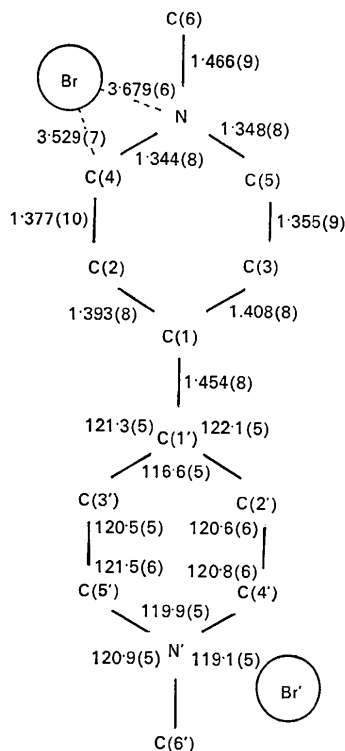 C(6)
1·466(9)
Br
3·679(6)
N
3·529(7)
1·348(8)
1·344(8)
C(4)
C(5)
1·377(10)
1·355(9)
C(2)
C(3)
1·393(8)
1.408(8)
C(1)
1·454(8)
121·3(5)
122·1(5)
C(1')
116·6(5)
C(3')
C(2')
120·5(5)
120·6(6)
121·5(6)
120·8(6)
C(5')
C(4')
119·9(5)
N'
120·9(5)
119·1(5)
Br'
C(6')